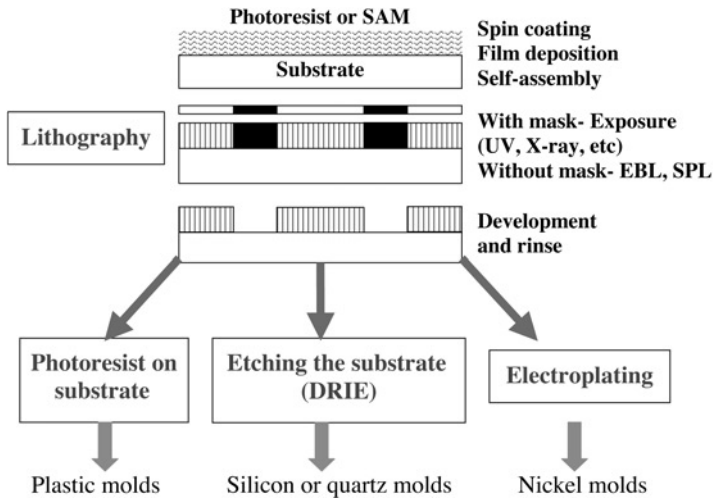 Photoresist or SAM
Spin coating
Film deposition
Self-assembly
Substrate
Lithography
With mask- Exposure
(UV, X-ray, etc)
Without mask- EBL, SPL
Development
and rinse
Photoresist on
substrate
Etching the substrate
(DRIE)
Electroplating
Plastic molds
Silicon or quartz molds
Nickel molds